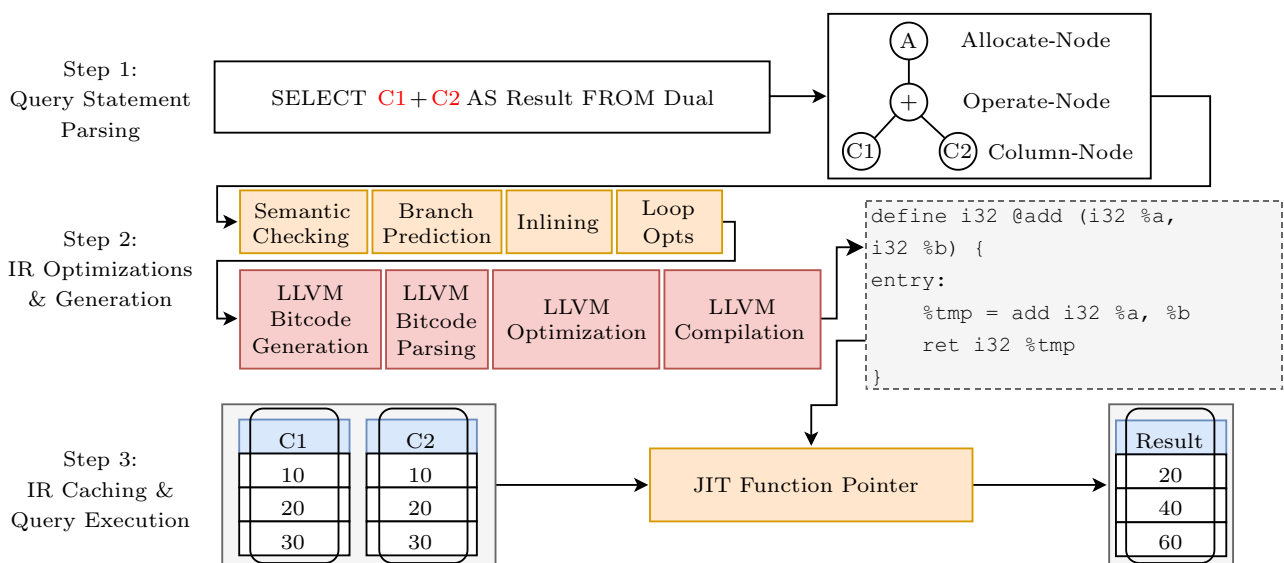 Step 1:
Query Statement
Parsing
SELECT C1+C2 AS Result FROM Dual
A
Allocate-Node
+
Operate-Node
C1
C2
Column-Node
Step 2:
IR Optimizations
& Generation
Semantic
Checking
Branch
Prediction
Inlining
Loop
Opts
LLVM
Bitcode
Generation
LLVM
Bitcode
Parsing
LLVM
Optimization
LLVM
Compilation
define i32 @add (i32 %a,
i32 %b) {
entry:
%tmp = add i32 %a, %b
ret i32 %tmp
}
Step 3:
IR Caching &
Query Execution
C1
10
20
30
C2
10
20
30
JIT Function Pointer
Result
20
40
60